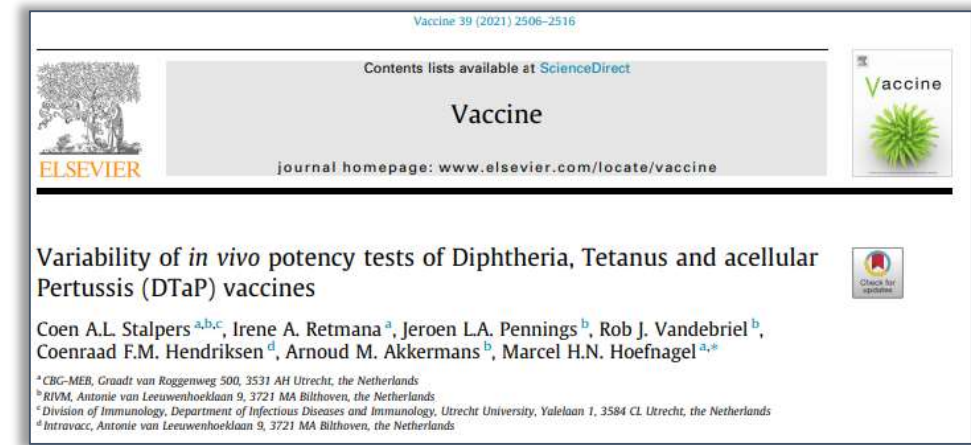 Vaccine 39 (2021) 2506–2516
Contents lists available at ScienceDirect
Vaccine
journal homepage: www.elsevier.com/locate/vaccine
ELSEVIER
Vaccine
Variability of in vivo potency tests of Diphtheria, Tetanus and acellular
Pertussis (DTaP) vaccines
Check for
updates
Coen A.L. Stalpers a,b,c, Irene A. Retmana a, Jeroen L.A. Pennings b, Rob J. Vandebriel b,
Coenraad F.M. Hendriksen d, Arnoud M. Akkermans b, Marcel H.N. Hoefnagel a,*
a CBG-MEB, Graadt van Roggenweg 500, 3531 AH Utrecht, the Netherlands
b RIVM, Antonie van Leeuwenhoeklaan 9, 3721 MA Bilthoven, the Netherlands
c Division of Immunology, Department of Infectious Diseases and Immunology, Utrecht University, Yalelaan 1, 3584 CL Utrecht, the Netherlands
d Intravacc, Antonie van Leeuwenhoeklaan 9, 3721 MA Bilthoven, the Netherlands